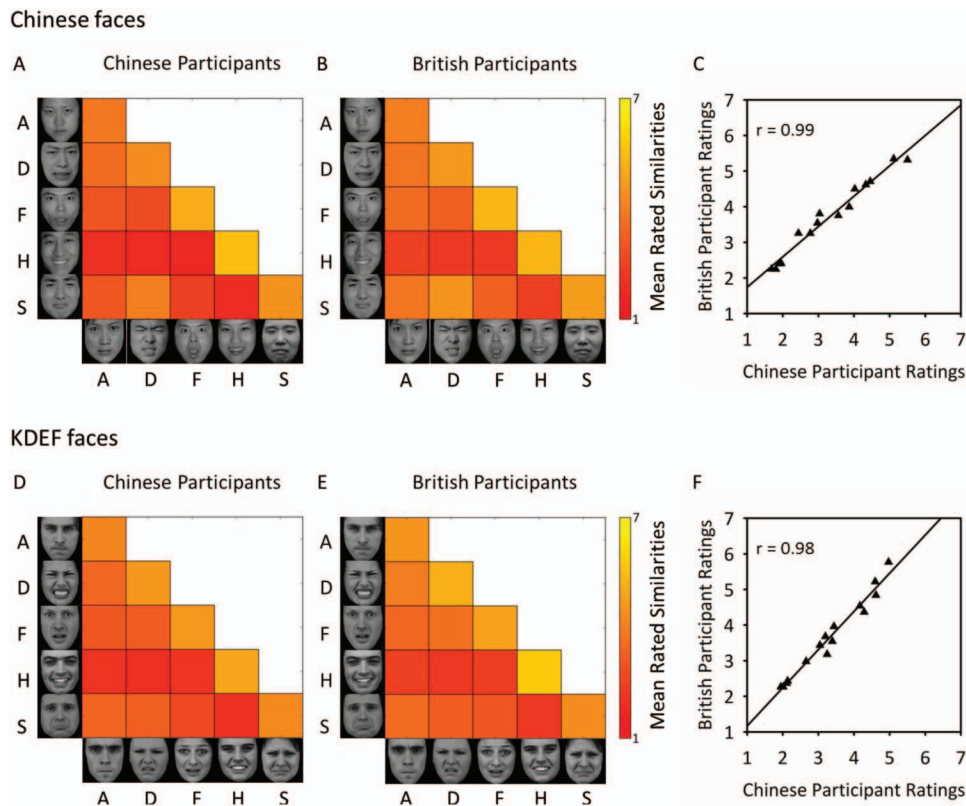 Chinese faces
A Chinese Participants B British Participants C
A
D
F
H
S
A D F H S
A
D
F
H
S
A D F H S
7
Mean Rated Similarities
1
r = 0.99
British Participant Ratings
7
6
5
4
3
2
1
1 2 3 4 5 6 7
Chinese Participant Ratings
KDEF faces
D Chinese Participants E British Participants F
A
D
F
H
S
A D F H S
A
D
F
H
S
A D F H S
7
Mean Rated Similarities
1
r = 0.98
British Participant Ratings
7
6
5
4
3
2
1
1 2 3 4 5 6 7
Chinese Participant Ratings